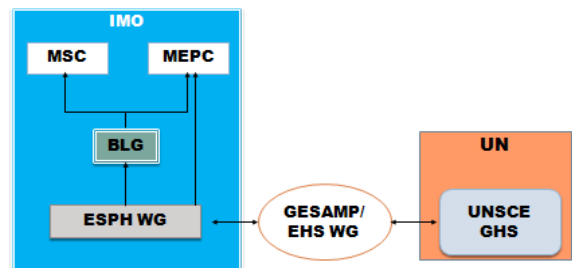 IMO
MSC
MEPC
BLG
ESPH WG
GESAMP/
EHS WG
UN
UNSCE
GHS